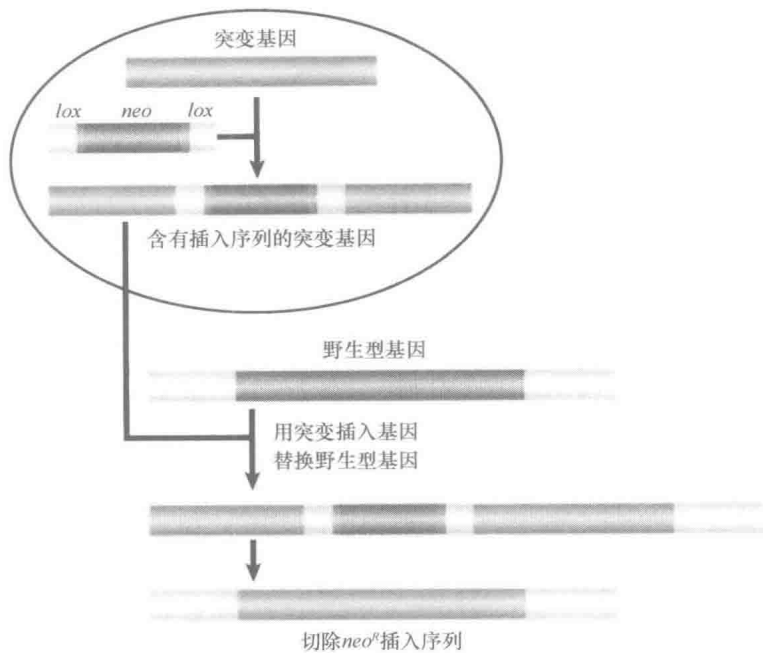 突变基因
lox neo lox
含有插入序列的突变基因
野生型基因
用突变插入基因
替换野生型基因
切除neoᴿ插入序列